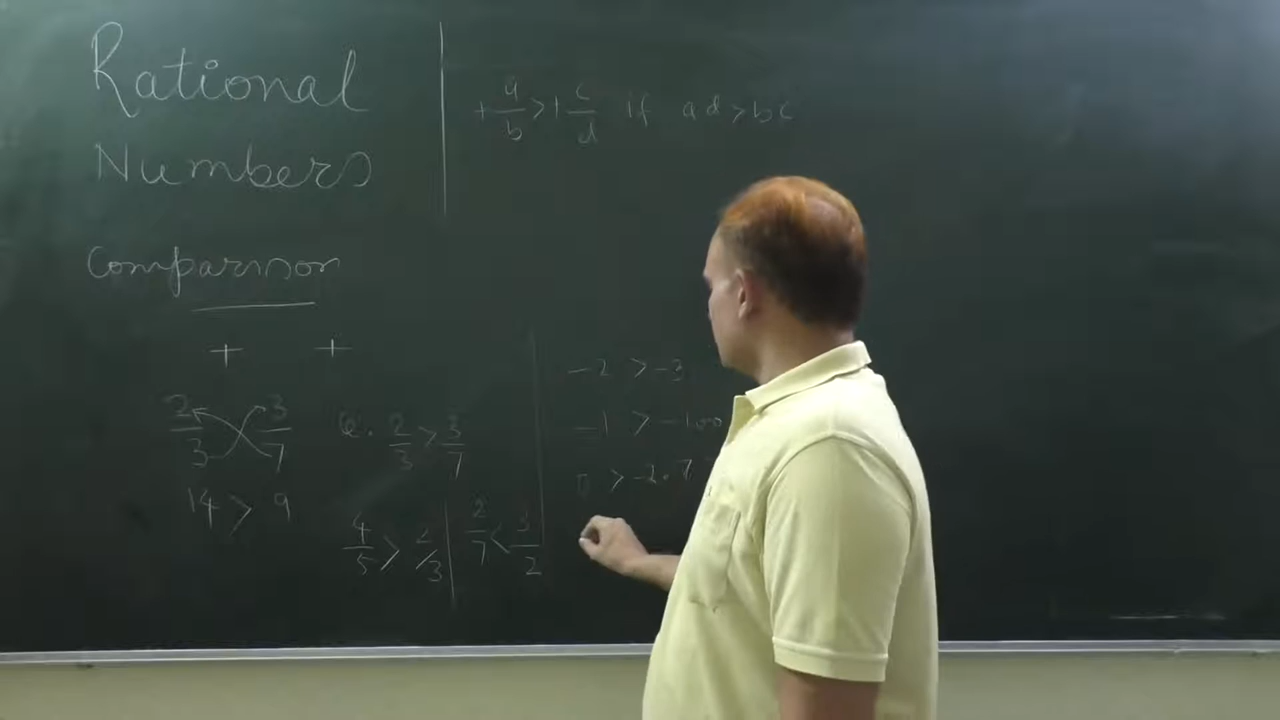 Rational
Numbers
+a/b > +c/d if ad > bc
Comparison
+ +
2/3 3/7
14 > 9
2/3 > 3/7
4/5 > 2/3
2/7 < 3/2
-2 > -3
-1 > -100
0 > -2.7